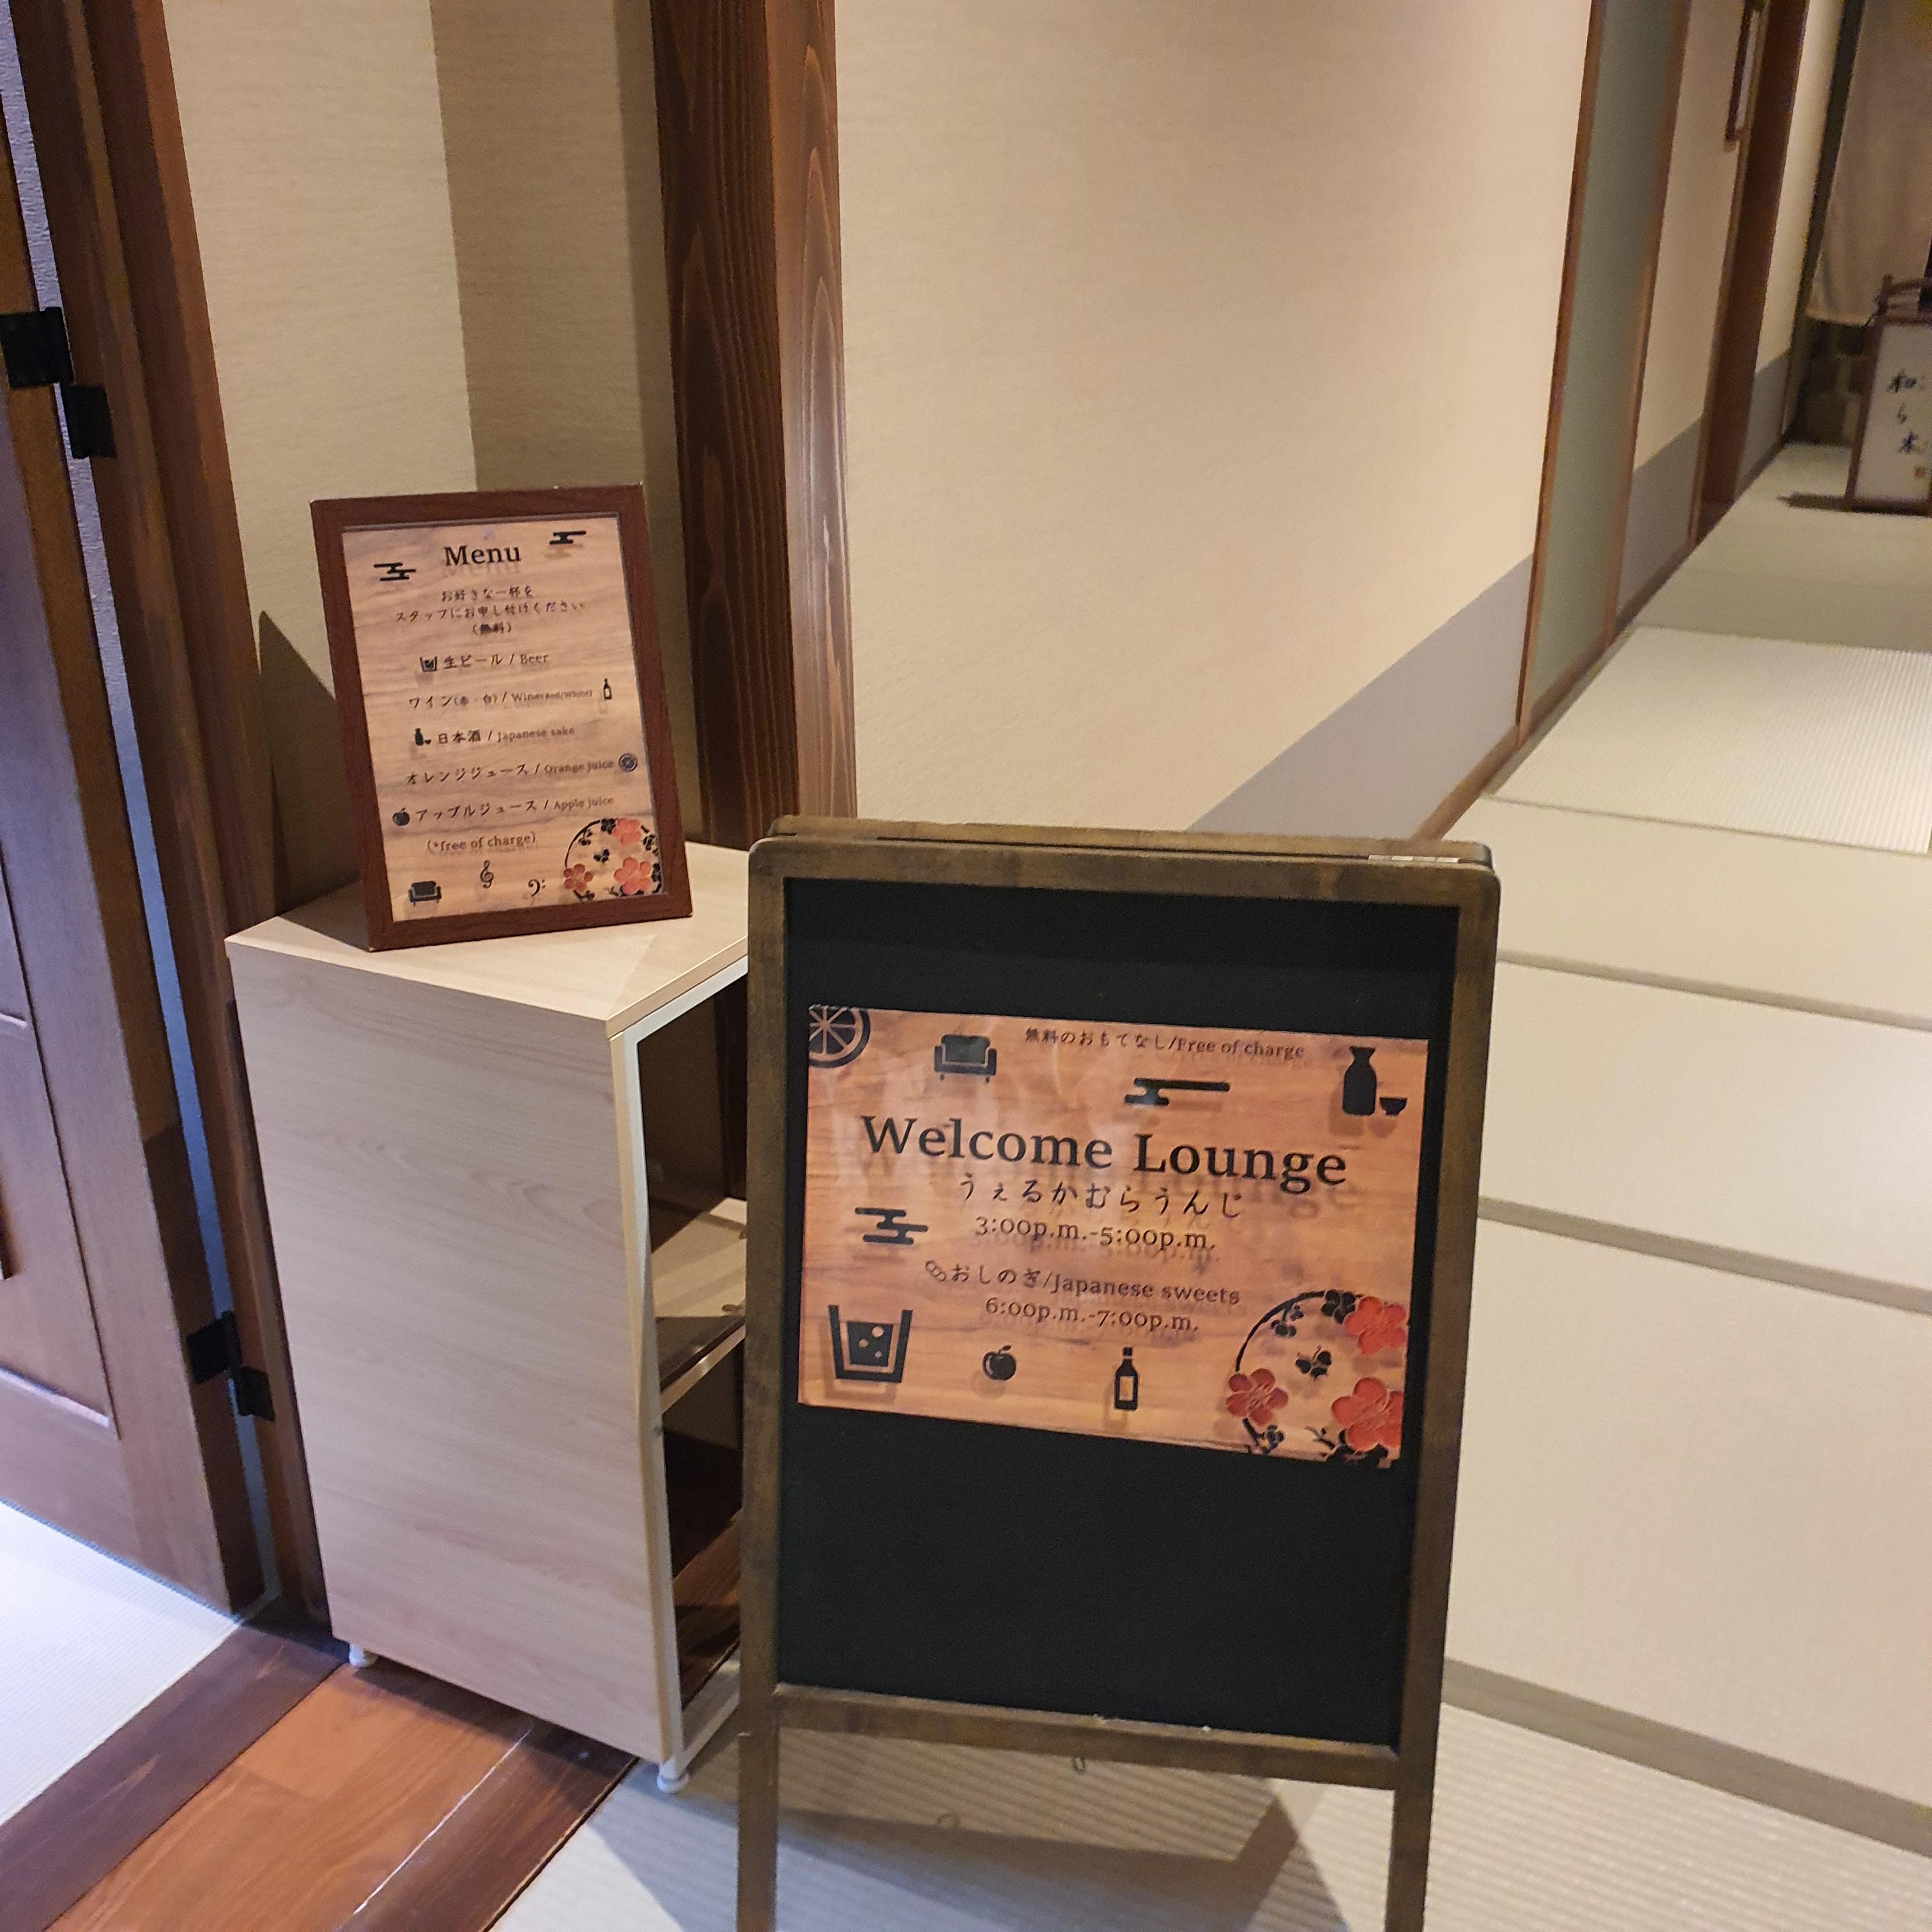 Menu
お好きな一杯を
スタッフにお申し付けください
(無料)
生ビール / Beer
ワイン(赤・白) / Wine(Red/White)
日本酒 / Japanese sake
オレンジジュース / Orange juice
アップルジュース / Apple juice
(*free of charge)
無料のおもてなし/Free of charge
Welcome Lounge
うぇるかむらうんじ
3:00p.m.-5:00p.m.
おしのぎ/Japanese sweets
6:00p.m.-7:00p.m.
和ら木